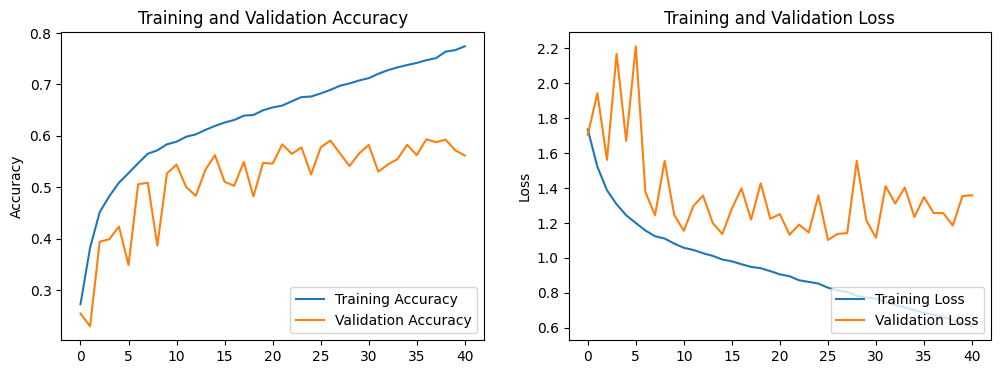 Training and Validation Accuracy
Accuracy
0.8
0.7
0.6
0.5
0.4
0.3
0 5 10 15 20 25 30 35 40
Training Accuracy
Validation Accuracy
Training and Validation Loss
Loss
2.2
2.0
1.8
1.6
1.4
1.2
1.0
0.8
0.6
0 5 10 15 20 25 30 35 40
Training Loss
Validation Loss